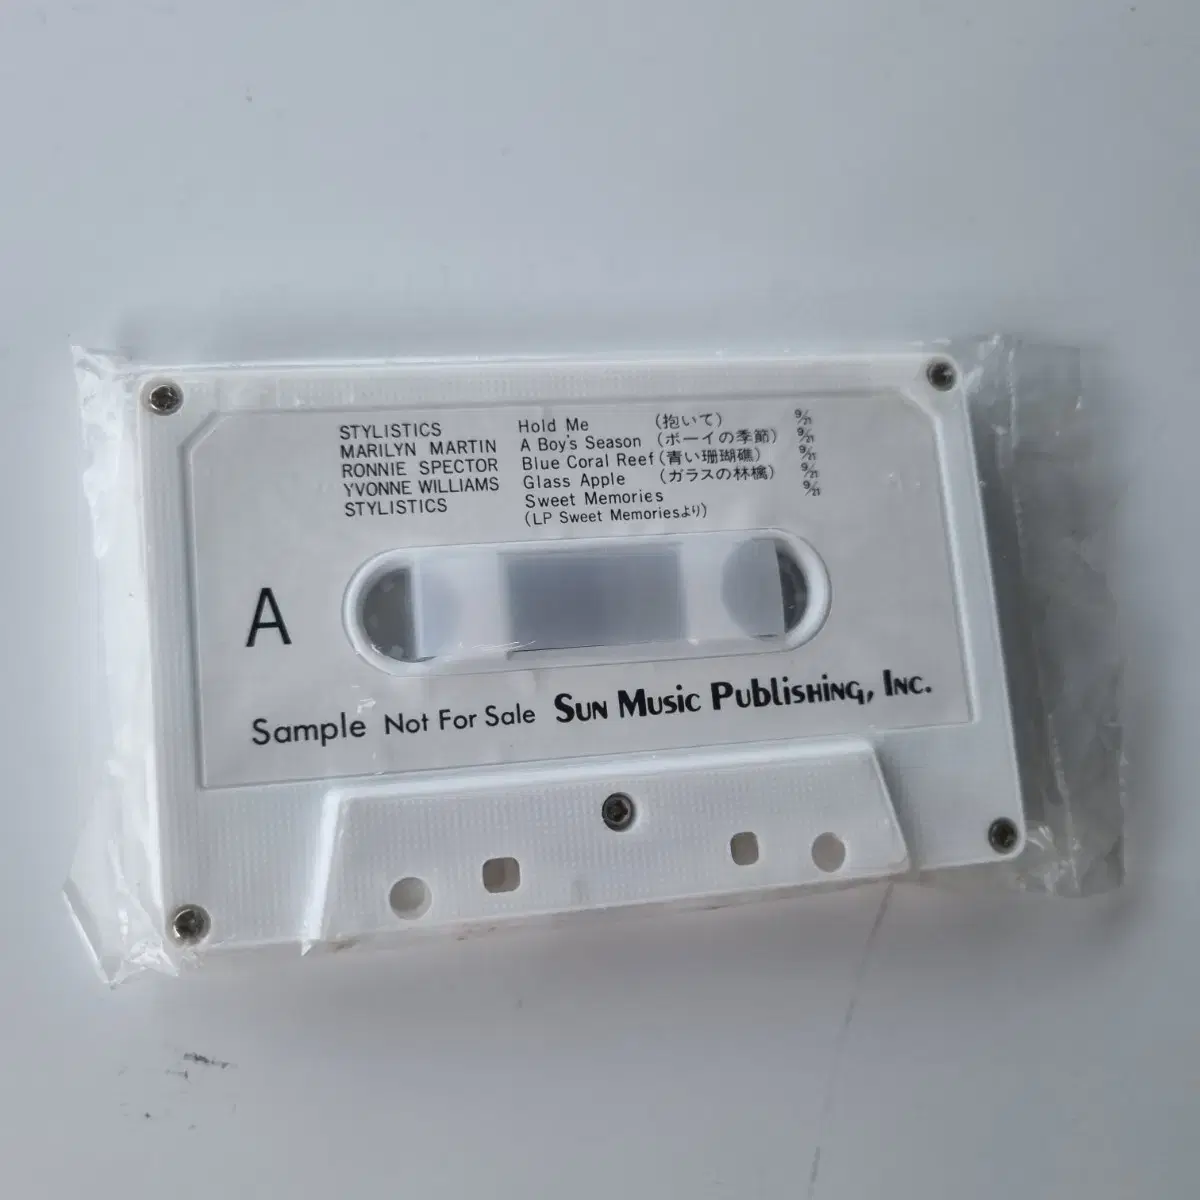 STYLISTICS Hold Me (抱いて) 9/21
MARILYN MARTIN A Boy's Season (ボーイの季節) 9/21
RONNIE SPECTOR Blue Coral Reef (青い珊瑚礁) 9/21
YVONNE WILLIAMS Glass Apple (ガラスの林檎) 9/21
STYLISTICS Sweet Memories 9/21
(LP Sweet Memoriesより)
A
Sample Not For Sale Sun Music Publishing, Inc.